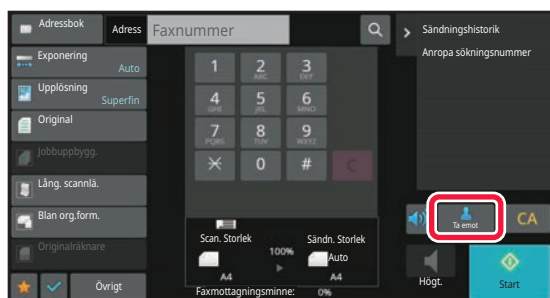 Adressbok
Adress
Faxnummer
Sändningshistorik
Anropa sökningsnummer
Exponering
Auto
Upplösning
Superfin
Original
Jobbuppbygg.
Lång. scannlä.
Blan org.form.
Originalräknare
Övrigt
1
2 ABC
3 DEF
4 GHI
5 JKL
6 MNO
7 PQRS
8 TUV
9 WXYZ
0
#
C
Scan. Storlek
100%
Sändn. Storlek
A4
Auto
A4
Faxmottagningsminne: 0%
Ta emot
CA
Högt.
Start